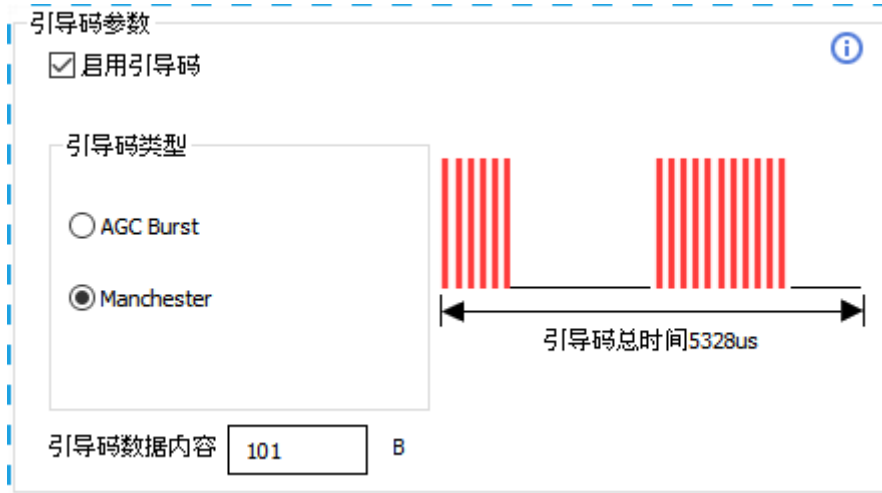 引导码参数
启用引导码
引导码类型
AGC Burst
Manchester
引导码总时间5328us
引导码数据内容 101 B